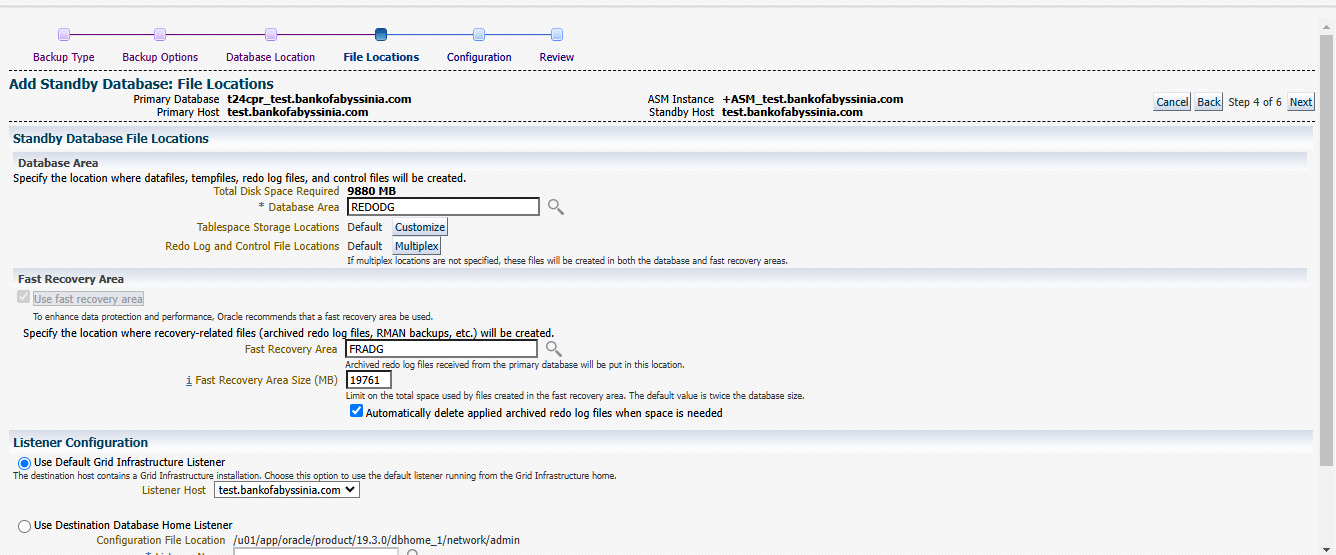 Backup Type Backup Options Database Location File Locations Configuration Review
Add Standby Database: File Locations
Primary Database t24cpr_test.bankofabyssinia.com ASM Instance +ASM_test.bankofabyssinia.com
Primary Host test.bankofabyssinia.com Standby Host test.bankofabyssinia.com
Cancel Back Step 4 of 6 Next
Standby Database File Locations
Database Area
Specify the location where datafiles, tempfiles, redo log files, and control files will be created.
Total Disk Space Required 9880 MB
* Database Area REDODG
Tablespace Storage Locations Default Customize
Redo Log and Control File Locations Default Multiplex
If multiplex locations are not specified, these files will be created in both the database and fast recovery areas.
Fast Recovery Area
Use fast recovery area
To enhance data protection and performance, Oracle recommends that a fast recovery area be used.
Specify the location where recovery-related files (archived redo log files, RMAN backups, etc.) will be created.
Fast Recovery Area FRADG
Archived redo log files received from the primary database will be put in this location.
i Fast Recovery Area Size (MB) 19761
Limit on the total space used by files created in the fast recovery area. The default value is twice the database size.
Automatically delete applied archived redo log files when space is needed
Listener Configuration
Use Default Grid Infrastructure Listener
The destination host contains a Grid Infrastructure installation. Choose this option to use the default listener running from the Grid Infrastructure home.
Listener Host test.bankofabyssinia.com
Use Destination Database Home Listener
Configuration File Location /u01/app/oracle/product/19.3.0/dbhome_1/network/admin